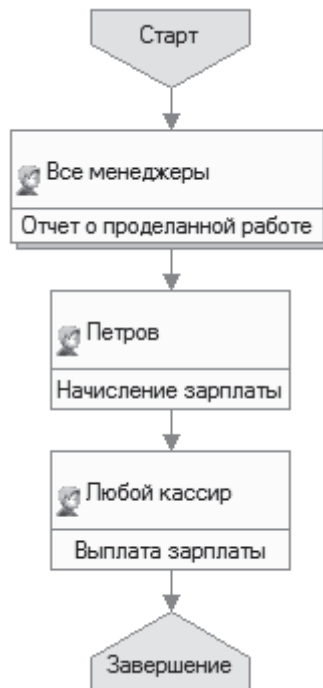 Старт
Все менеджеры
Отчет о проделанной работе
Петров
Начисление зарплаты
Любой кассир
Выплата зарплаты
Завершение